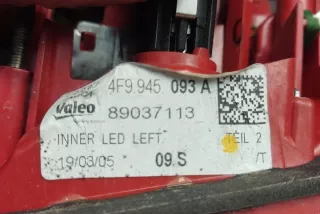 4F9.945 093 A
Valeo 89037113
INNER LED LEFT TEIL 2
19/03/05 09.S /T